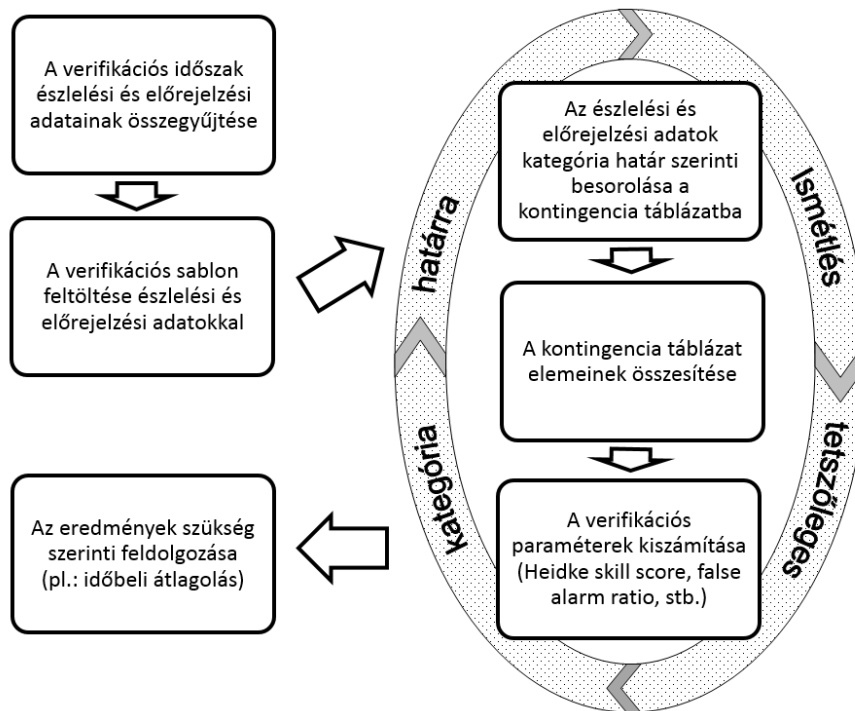 A verifikációs időszak
észlelési és előrejelzési
adatainak összegyűjtése
A verifikációs sablon
feltöltése észlelési és
előrejelzési adatokkal
Az észlelési és
előrejelzési adatok
kategória határ szerinti
besorolása a
kontingencia táblázatba
A kontingencia táblázat
elemeinek összesítése
A verifikációs
paraméterek kiszámítása
(Heidke skill score, false
alarm ratio, stb.)
Ismétlés
tetszőleges
kategória
határra
Az eredmények szükség
szerinti feldolgozása
(pl.: időbeli átlagolás)